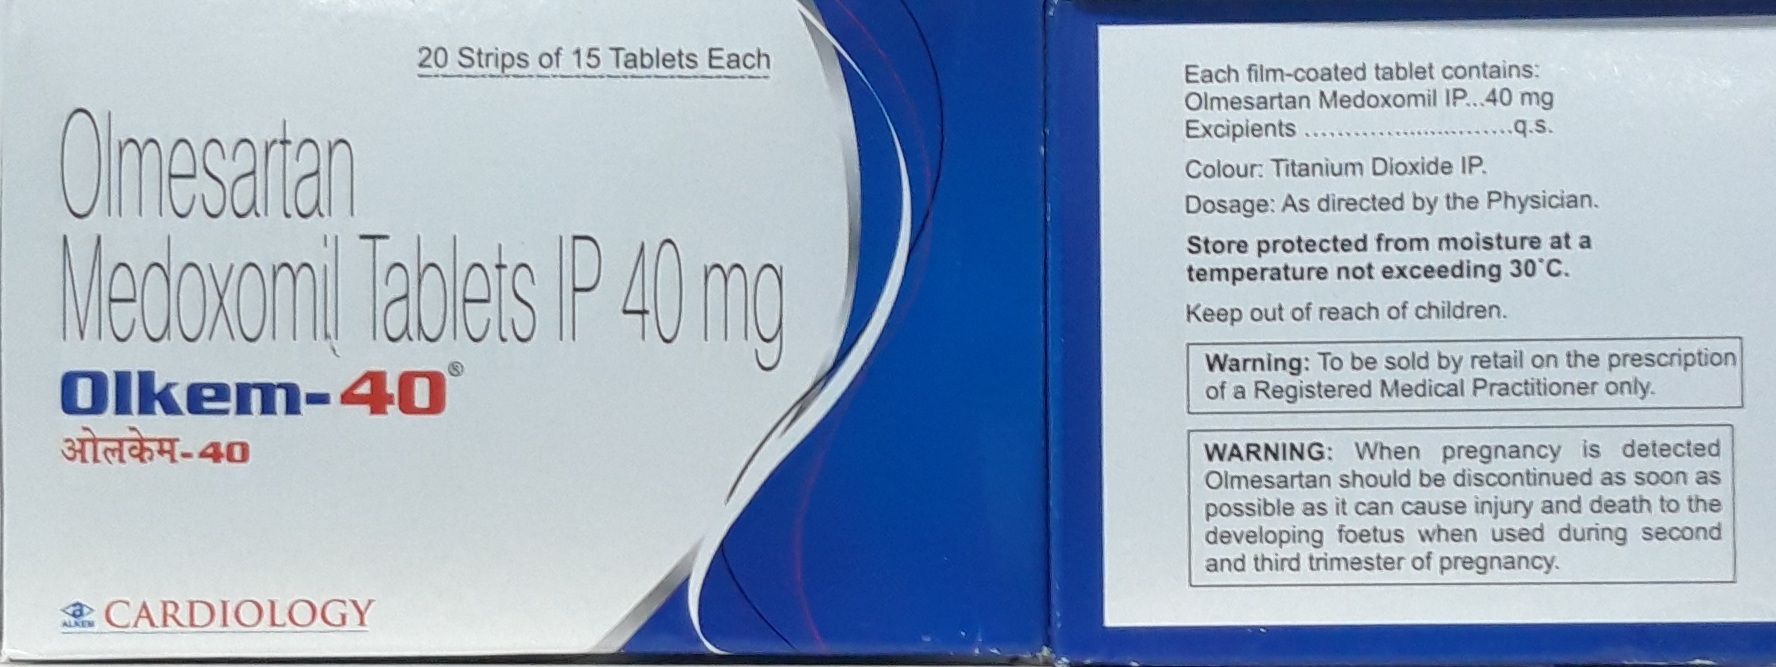 20 Strips of 15 Tablets Each
Olmesartan
Medoxomil Tablets IP 40 mg
Olkem-40®
ओलकेम-40
a
ALKEM
CARDIOLOGY
Each film-coated tablet contains:
Olmesartan Medoxomil IP...40 mg
Excipients ..............................q.s.
Colour: Titanium Dioxide IP.
Dosage: As directed by the Physician.
Store protected from moisture at a
temperature not exceeding 30°C.
Keep out of reach of children.
Warning: To be sold by retail on the prescription
of a Registered Medical Practitioner only.
WARNING: When pregnancy is detected
Olmesartan should be discontinued as soon as
possible as it can cause injury and death to the
developing foetus when used during second
and third trimester of pregnancy.